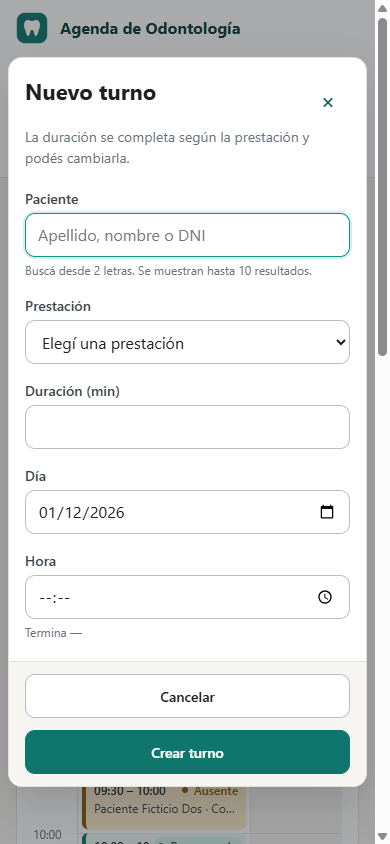 Agenda de Odontología
Nuevo turno
La duración se completa según la prestación y
podés cambiarla.
Paciente
Apellido, nombre o DNI
Buscá desde 2 letras. Se muestran hasta 10 resultados.
Prestación
Elegí una prestación
Duración (min)
Día
01/12/2026
Hora
--:--
Termina —
Cancelar
Crear turno
09:30 – 10:00 Ausente
Paciente Ficticio Dos · Co...
10:00